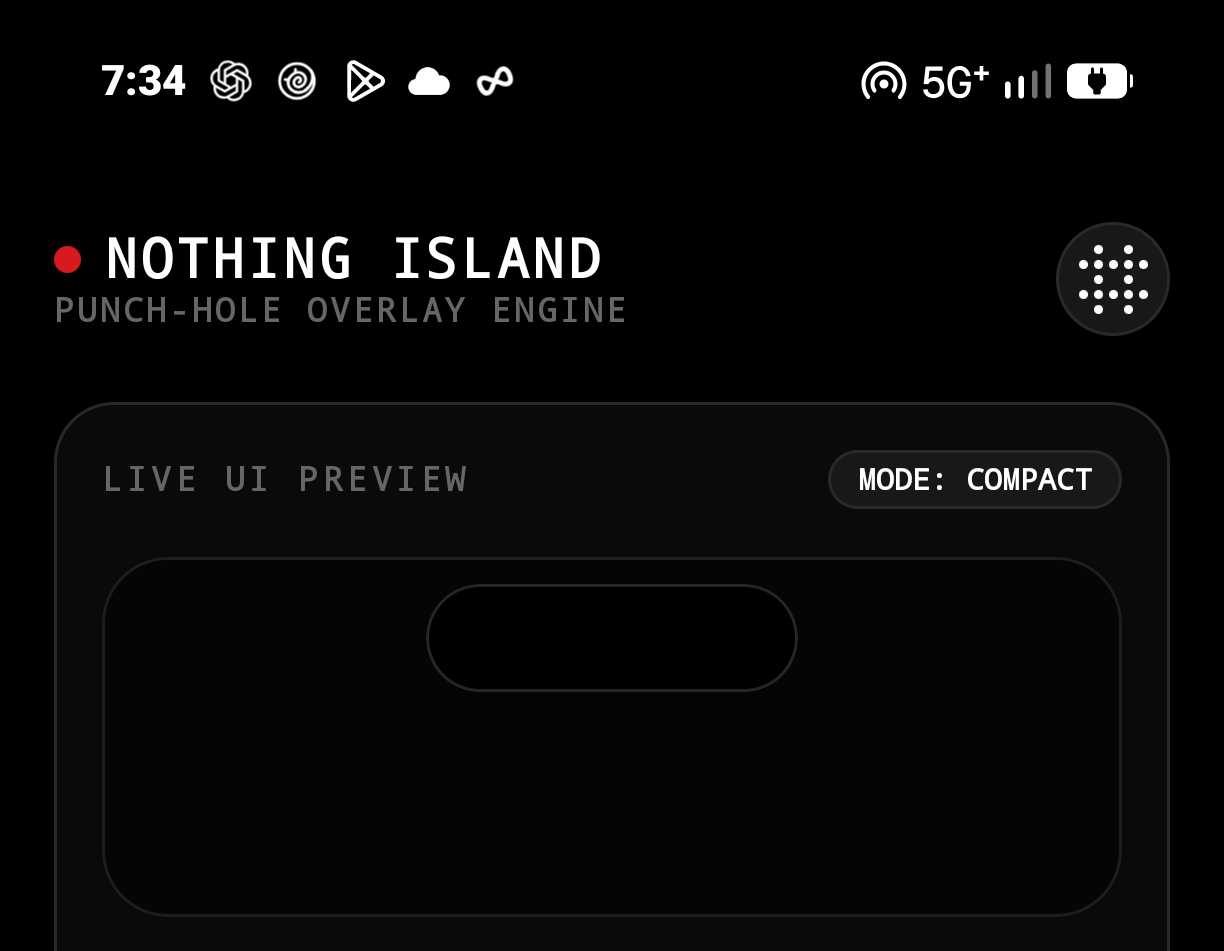 7:34 5G+
NOTHING ISLAND
PUNCH-HOLE OVERLAY ENGINE
LIVE UI PREVIEW
MODE: COMPACT